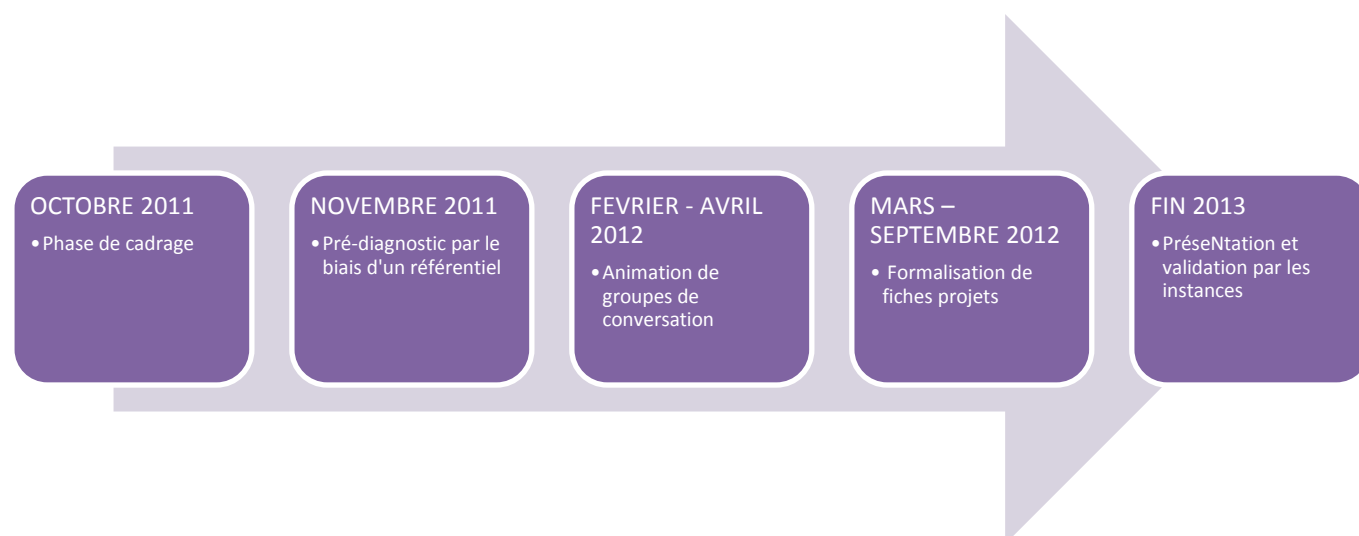 OCTOBRE 2011
•Phase de cadrage
NOVEMBRE 2011
•Pré-diagnostic par le
biais d'un référentiel
FEVRIER - AVRIL
2012
•Animation de
groupes de
conversation
MARS –
SEPTEMBRE 2012
• Formalisation de
fiches projets
FIN 2013
•PréseNtation et
validation par les
instances